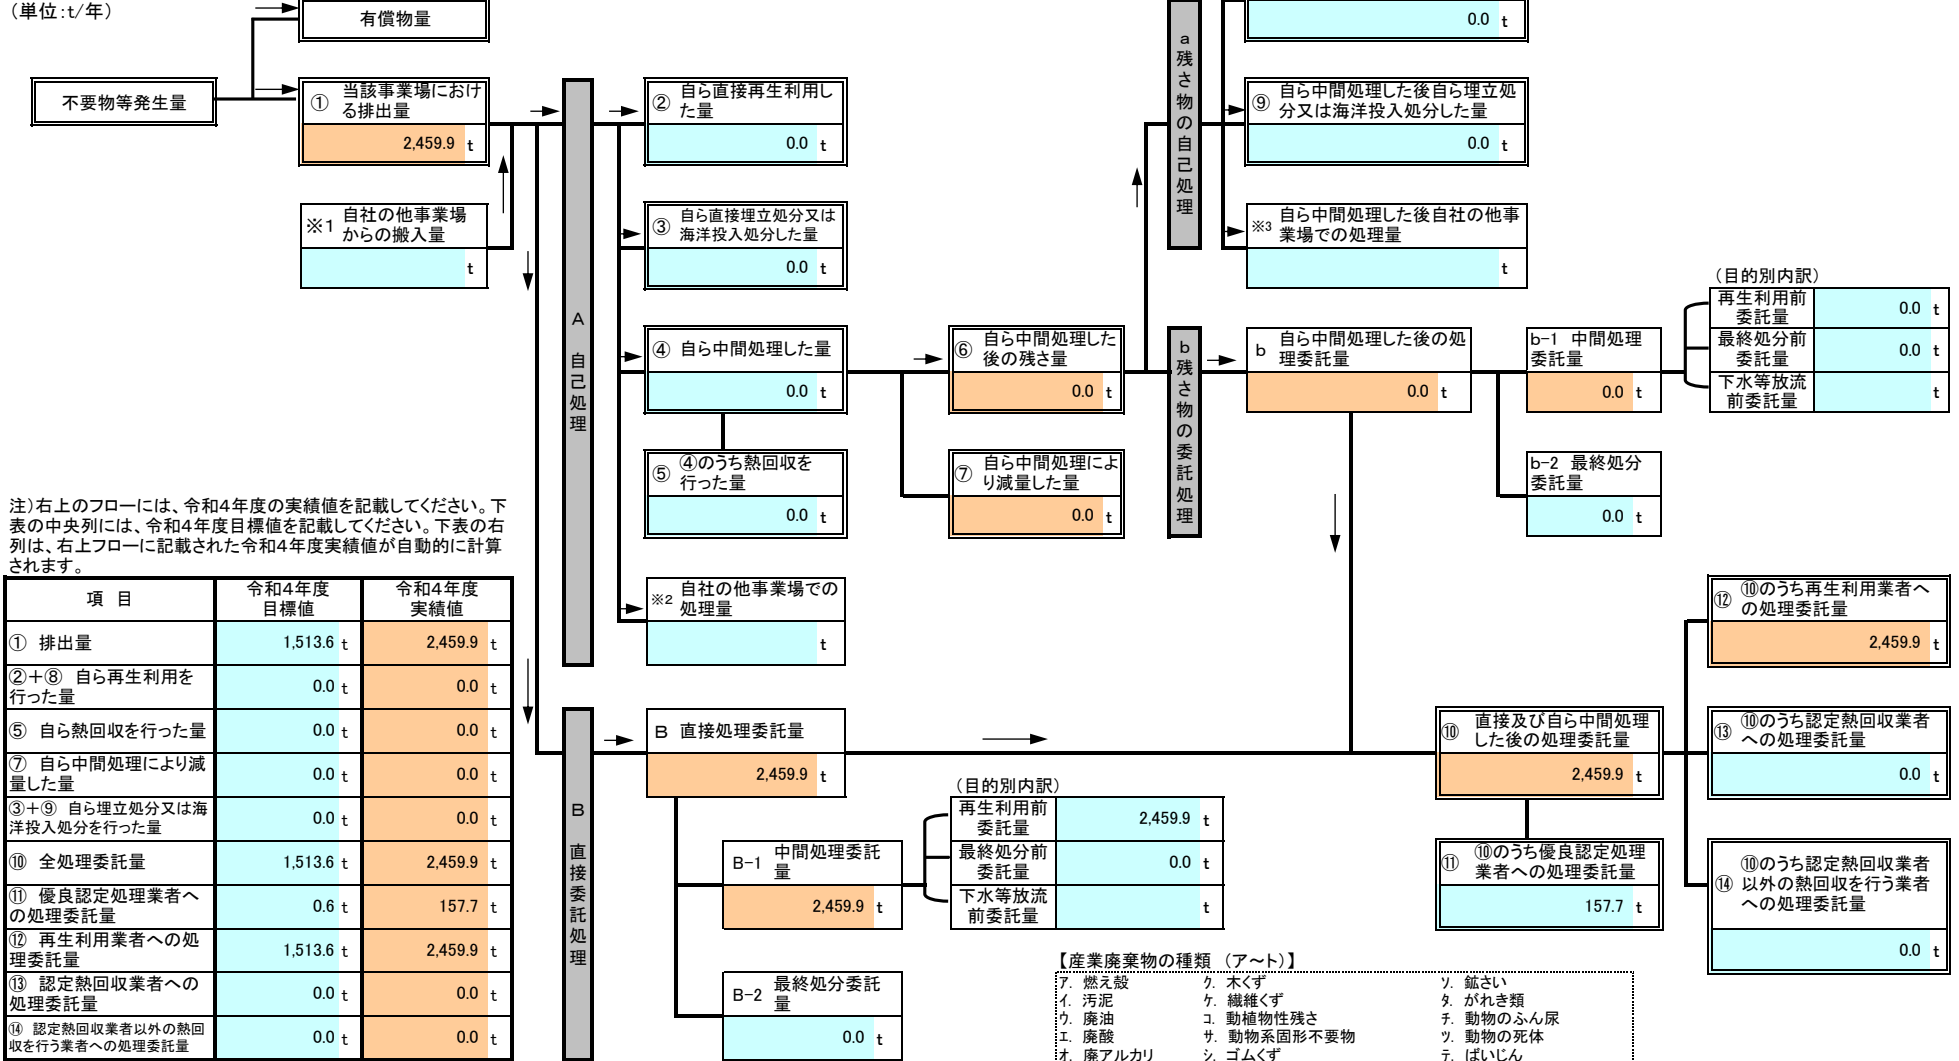 （単位:t/年）
有償物量
不要物等発生量
① 当該事業場におけ
る排出量
2,459.9 t
※1 自社の他事業場
からの搬入量
t
A 自己処理
② 自ら直接再生利用し
た量
0.0 t
③ 自ら直接埋立処分又は
海洋投入処分した量
0.0 t
④ 自ら中間処理した量
0.0 t
⑤ ④のうち熱回収を
行った量
0.0 t
※2 自社の他事業場での
処理量
t
⑥ 自ら中間処理した
後の残さ量
0.0 t
⑦ 自ら中間処理によ
り減量した量
0.0 t
a 残さ物の自己処理
0.0 t
⑨ 自ら中間処理した後自ら埋立処
分又は海洋投入処分した量
0.0 t
※3 自ら中間処理した後自社の他事
業場での処理量
t
b 残さ物の委託処理
b 自ら中間処理した後の処
理委託量
0.0 t
b-1 中間処理
委託量
0.0 t
b-2 最終処分
委託量
0.0 t
（目的別内訳）
再生利用前
委託量
0.0 t
最終処分前
委託量
0.0 t
下水等放流
前委託量
t
注）右上のフローには、令和4年度の実績値を記載してください。下
表の中央列には、令和4年度目標値を記載してください。下表の右
列は、右上フローに記載された令和4年度実績値が自動的に計算
されます。
項 目 令和4年度 令和4年度
目標値 実績値
① 排出量 1,513.6 t 2,459.9 t
②+⑧ 自ら再生利用を
行った量 0.0 t 0.0 t
⑤ 自ら熱回収を行った量 0.0 t 0.0 t
⑦ 自ら中間処理により減
量した量 0.0 t 0.0 t
③+⑨ 自ら埋立処分又は海
洋投入処分を行った量 0.0 t 0.0 t
⑩ 全処理委託量 1,513.6 t 2,459.9 t
⑪ 優良認定処理業者へ
の処理委託量 0.6 t 157.7 t
⑫ 再生利用業者への処
理委託量 1,513.6 t 2,459.9 t
⑬ 認定熱回収業者への
処理委託量 0.0 t 0.0 t
⑭ 認定熱回収業者以外の熱回
収を行う業者への処理委託量 0.0 t 0.0 t
B 直接委託処理
B 直接処理委託量
2,459.9 t
B-1 中間処理委託
量
2,459.9 t
B-2 最終処分委託
量
0.0 t
（目的別内訳）
再生利用前
委託量
2,459.9 t
最終処分前
委託量
0.0 t
下水等放流
前委託量
t
⑩ 直接及び自ら中間処理
した後の処理委託量
2,459.9 t
⑪ ⑩のうち優良認定処理
業者への処理委託量
157.7 t
⑫ ⑩のうち再生利用業者へ
の処理委託量
2,459.9 t
⑬ ⑩のうち認定熱回収業者
への処理委託量
0.0 t
⑭ ⑩のうち認定熱回収業者
以外の熱回収を行う業者
への処理委託量
0.0 t
【産業廃棄物の種類 （ア～ト）】
ア. 燃え殻 ク. 木くず ソ. 鉱さい
イ. 汚泥 ケ. 繊維くず タ. がれき類
ウ. 廃油 コ. 動植物性残さ チ. 動物のふん尿
エ. 廃酸 サ. 動物系固形不要物 ツ. 動物の死体
オ. 廃アルカリ シ. ゴムくず テ. ばいじん